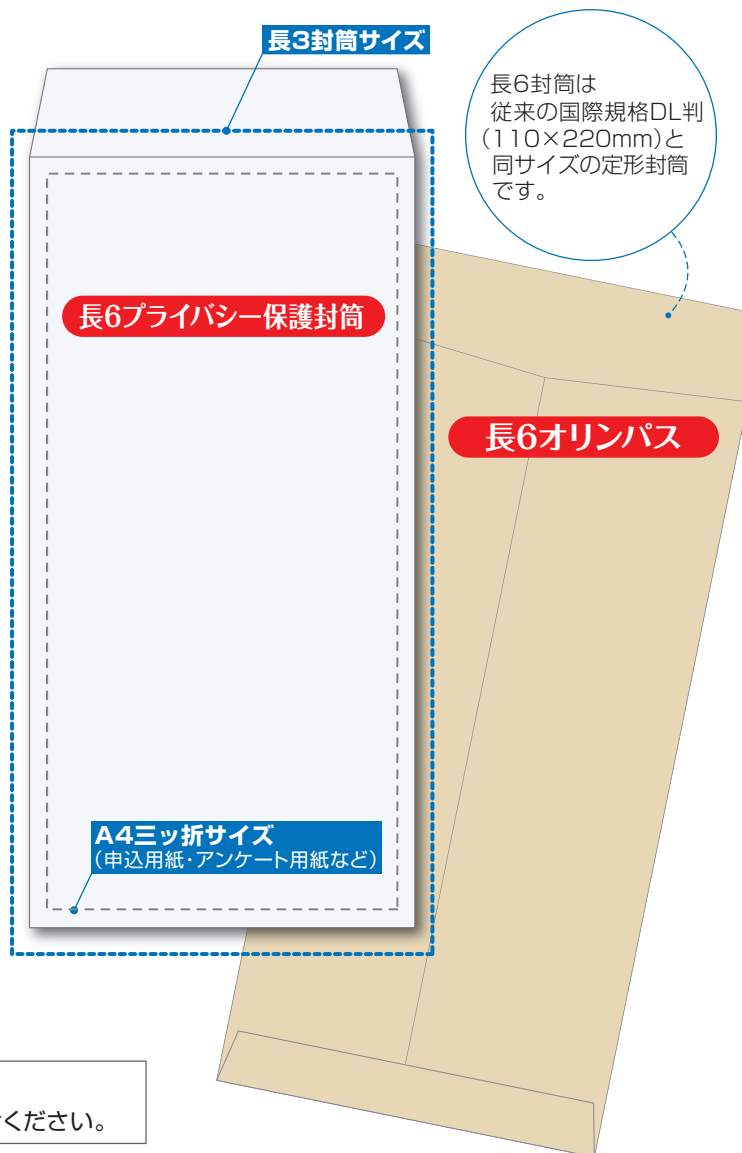 長3封筒サイズ
長6封筒は
従来の国際規格DL判
(110×220mm)と
同サイズの定形封筒
です。
長6プライバシー保護封筒
長6オリンパス
A4三ッ折サイズ
(申込用紙・アンケート用紙など)
ください。